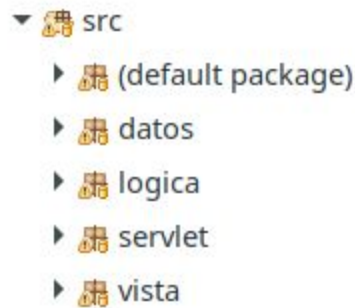 src
(default package)
datos
logica
servlet
vista